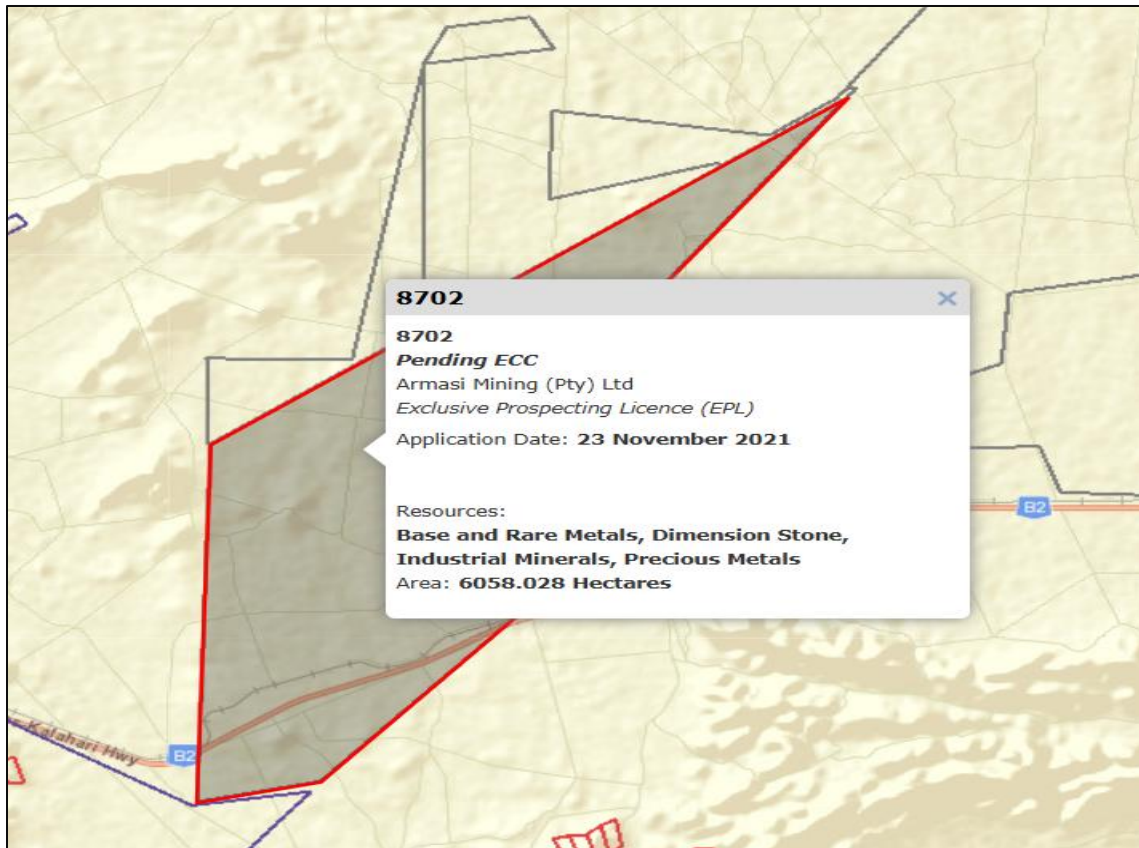 8702
8702
Pending ECC
Armasi Mining (Pty) Ltd
Exclusive Prospecting Licence (EPL)
Application Date: 23 November 2021
Resources:
Base and Rare Metals, Dimension Stone,
Industrial Minerals, Precious Metals
Area: 6058.028 Hectares
B2
Kalahari Hwy
B2